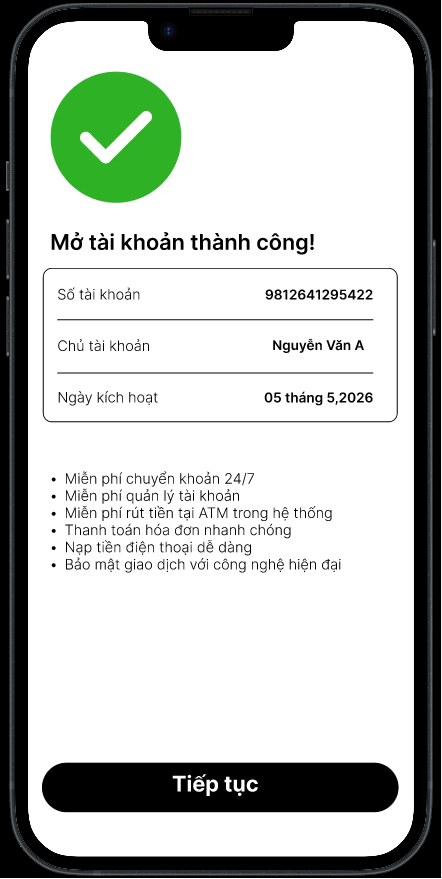 Mở tài khoản thành công!
Số tài khoản 9812641295422
Chủ tài khoản Nguyễn Văn A
Ngày kích hoạt 05 tháng 5,2026
• Miễn phí chuyển khoản 24/7
• Miễn phí quản lý tài khoản
• Miễn phí rút tiền tại ATM trong hệ thống
• Thanh toán hóa đơn nhanh chóng
• Nạp tiền điện thoại dễ dàng
• Bảo mật giao dịch với công nghệ hiện đại
Tiếp tục